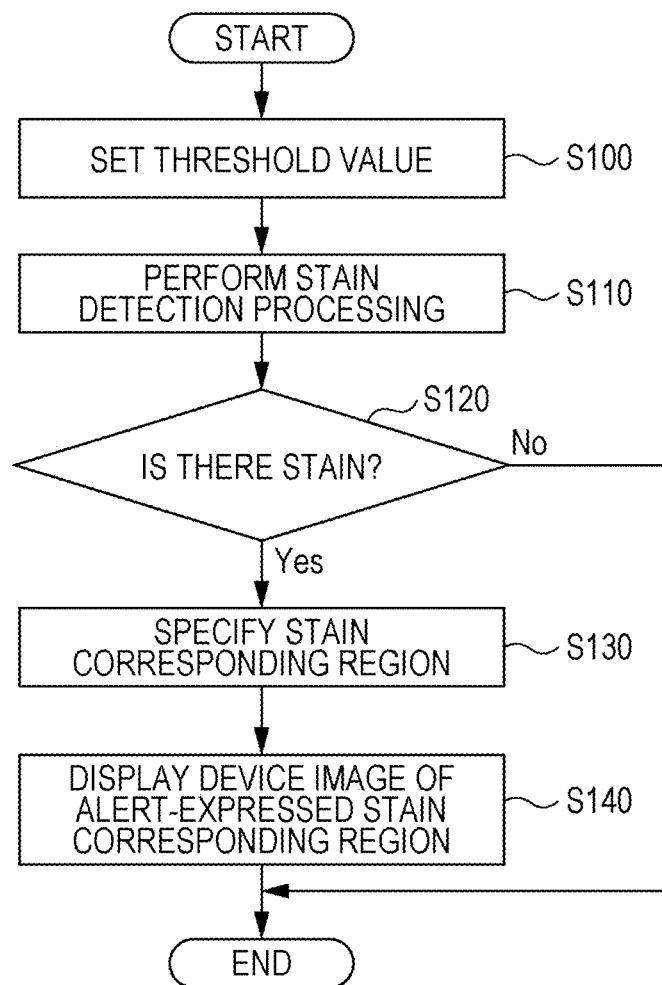 START
SET THRESHOLD VALUE
S100
PERFORM STAIN
DETECTION PROCESSING
S110
S120
IS THERE STAIN?
No
Yes
SPECIFY STAIN
CORRESPONDING REGION
S130
DISPLAY DEVICE IMAGE OF
ALERT-EXPRESSED STAIN
CORRESPONDING REGION
S140
END